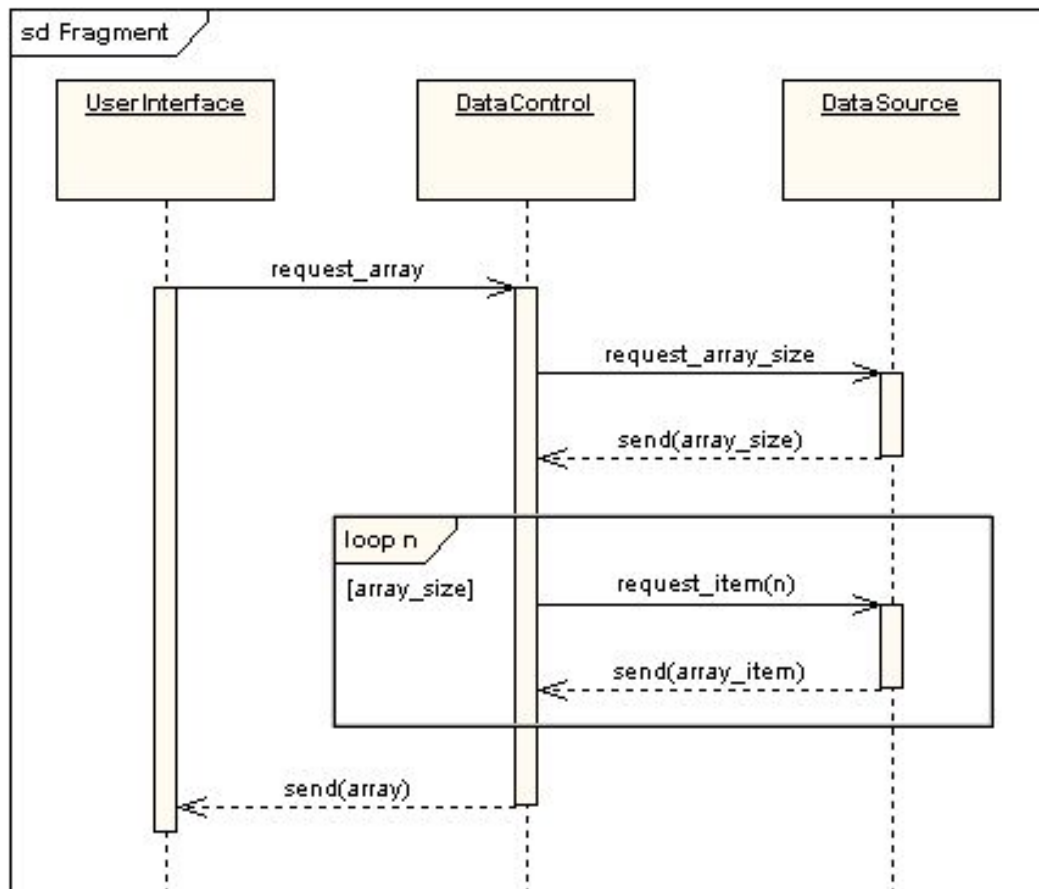 sd Fragment
UserInterface
DataControl
DataSource
request_array
request_array_size
send(array_size)
loop n
[array_size]
request_item(n)
send(array_item)
send(array)